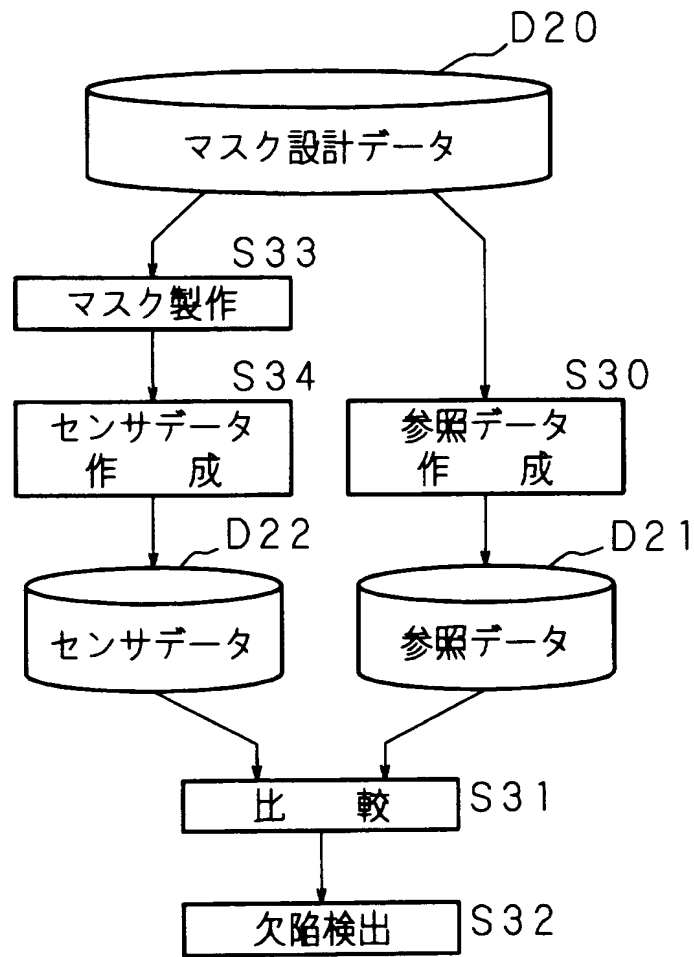 D20
マスク設計データ
S33
マスク製作
S34
センサデータ
作　成
S30
参照データ
作　成
D22
センサデータ
D21
参照データ
比　較
S31
欠陥検出
S32